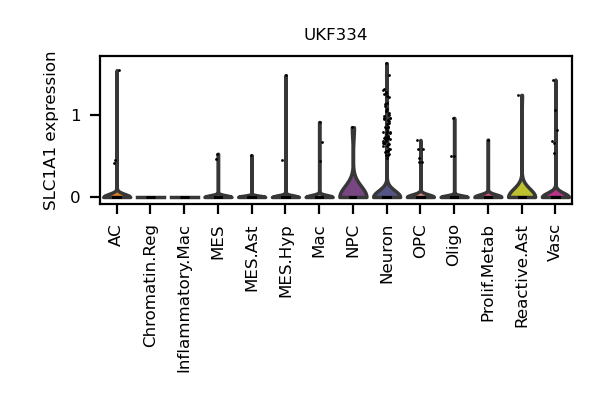 UKF334
SLC1A1 expression
1
0
AC
Chromatin.Reg
Inflammatory.Mac
MES
MES.Ast
MES.Hyp
Mac
NPC
Neuron
OPC
Oligo
Prolif.Metab
Reactive.Ast
Vasc